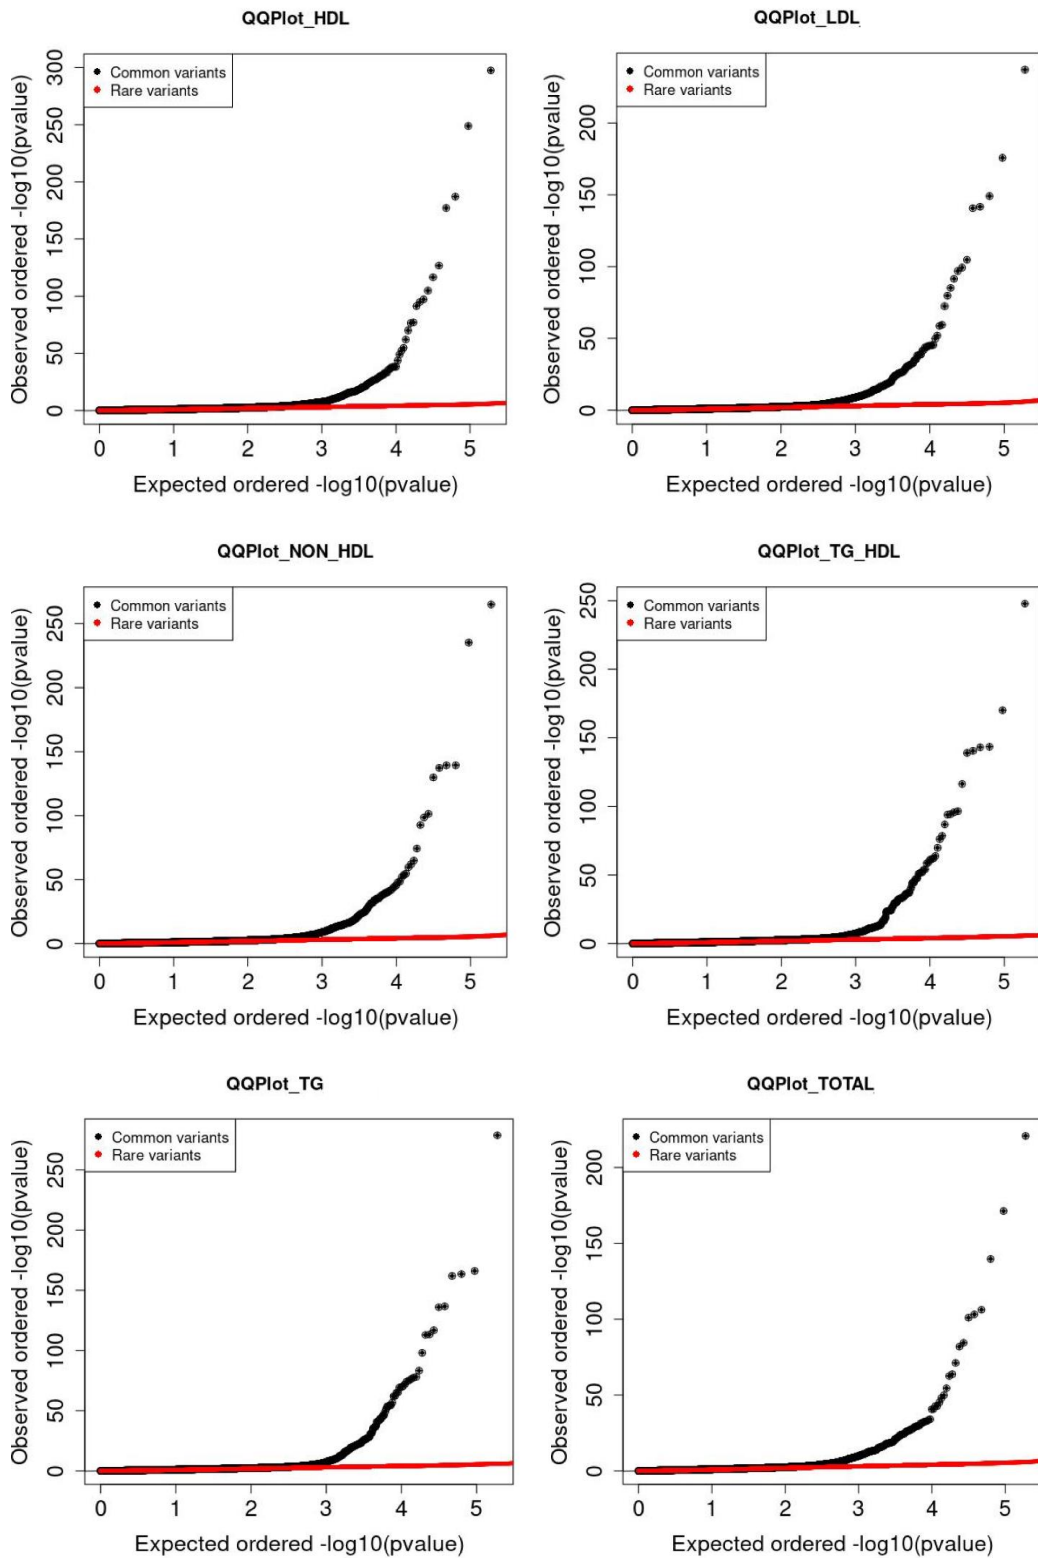 QQPlot_HDL
Common variants
Rare variants
Observed ordered -log10(pvalue)
300
250
200
150
100
50
0
0 1 2 3 4 5
Expected ordered -log10(pvalue)
QQPlot_LDL
Common variants
Rare variants
Observed ordered -log10(pvalue)
200
150
100
50
0
0 1 2 3 4 5
Expected ordered -log10(pvalue)
QQPlot_NON_HDL
Common variants
Rare variants
Observed ordered -log10(pvalue)
250
200
150
100
50
0
0 1 2 3 4 5
Expected ordered -log10(pvalue)
QQPlot_TG_HDL
Common variants
Rare variants
Observed ordered -log10(pvalue)
250
200
150
100
50
0
0 1 2 3 4 5
Expected ordered -log10(pvalue)
QQPlot_TG
Common variants
Rare variants
Observed ordered -log10(pvalue)
250
200
150
100
50
0
0 1 2 3 4 5
Expected ordered -log10(pvalue)
QQPlot_TOTAL
Common variants
Rare variants
Observed ordered -log10(pvalue)
200
150
100
50
0
0 1 2 3 4 5
Expected ordered -log10(pvalue)